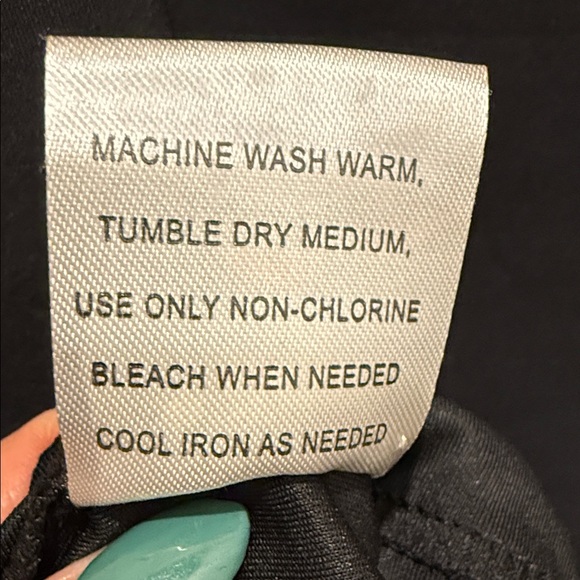 MACHINE WASH WARM,
TUMBLE DRY MEDIUM,
USE ONLY NON-CHLORINE
BLEACH WHEN NEEDED
COOL IRON AS NEEDED